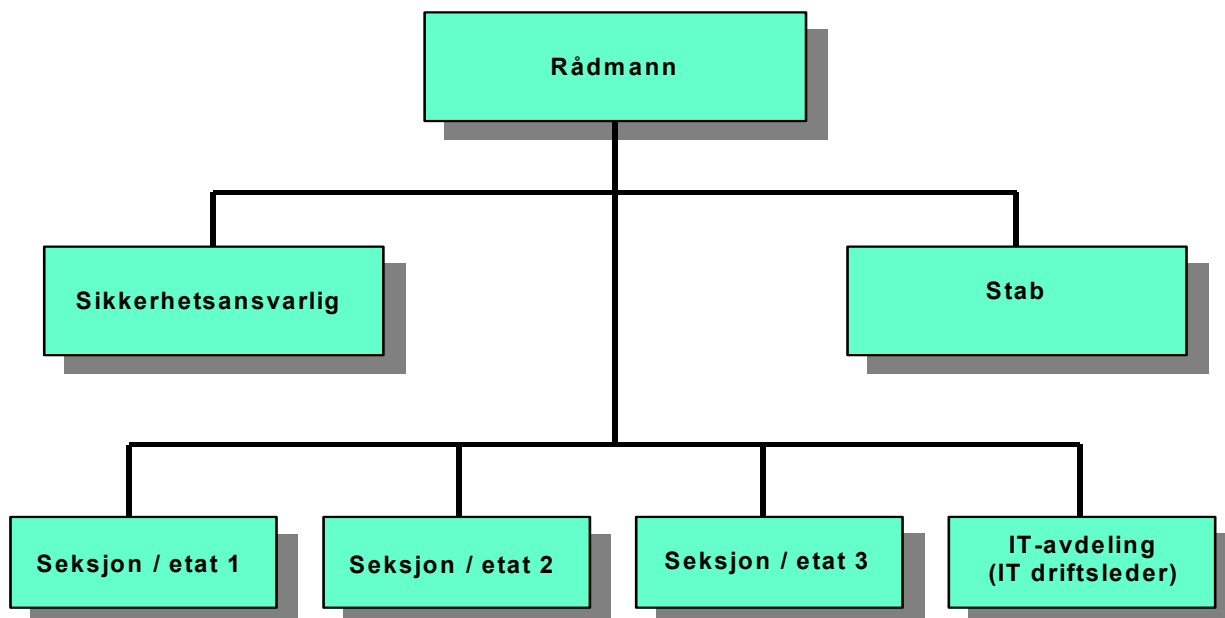 Rådmann
Sikkerhetsansvarlig
Stab
Seksjon / etat 1
Seksjon / etat 2
Seksjon / etat 3
IT-avdeling
(IT driftsleder)